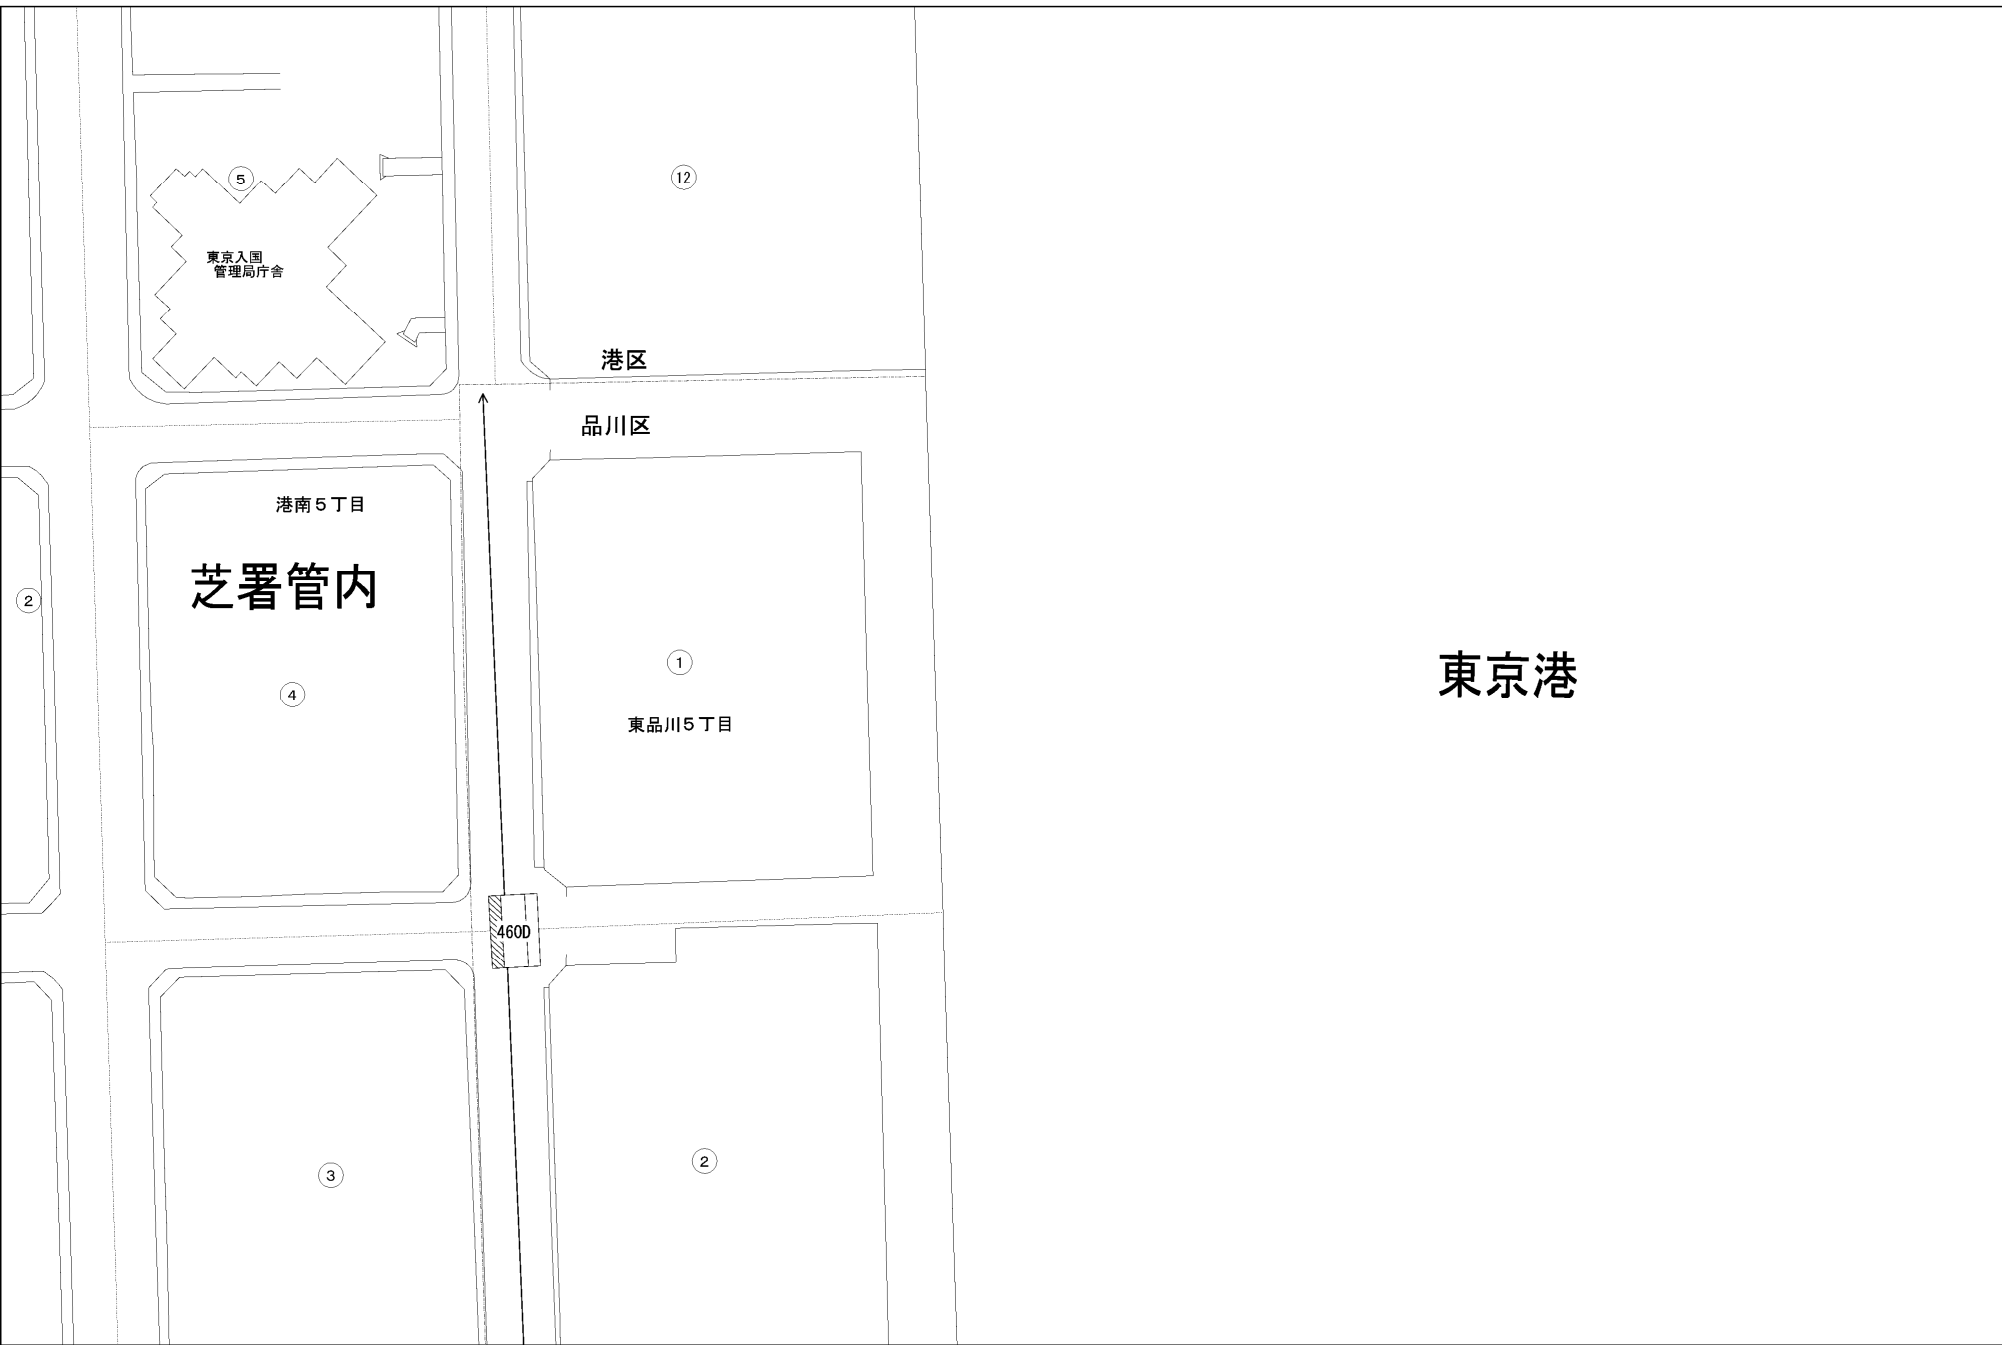 ⑤
⑫
東京入国
管理局庁舎
港区
品川区
港南５丁目
芝署管内
②
①
東京港
④
東品川５丁目
460D
③
②